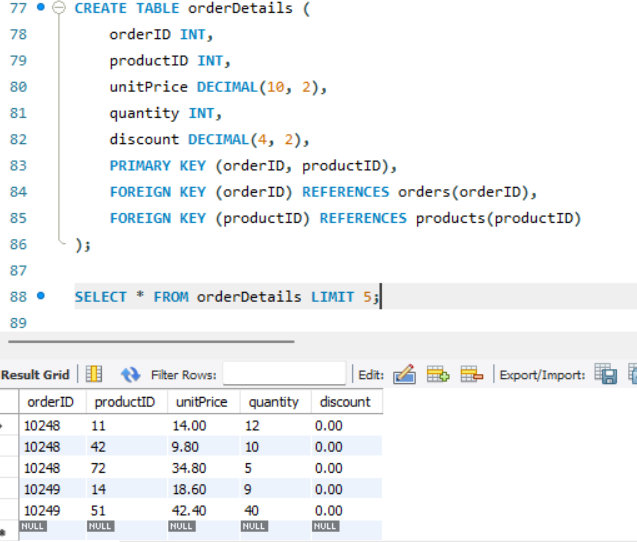 77 CREATE TABLE orderDetails (
78 orderID INT,
79 productID INT,
80 unitPrice DECIMAL(10, 2),
81 quantity INT,
82 discount DECIMAL(4, 2),
83 PRIMARY KEY (orderID, productID),
84 FOREIGN KEY (orderID) REFERENCES orders(orderID),
85 FOREIGN KEY (productID) REFERENCES products(productID)
86 );
87
88 SELECT * FROM orderDetails LIMIT 5;
89
Result Grid Filter Rows: Edit: Export/Import:
orderID productID unitPrice quantity discount
10248 11 14.00 12 0.00
10248 42 9.80 10 0.00
10248 72 34.80 5 0.00
10249 14 18.60 9 0.00
10249 51 42.40 40 0.00
NULL NULL NULL NULL NULL